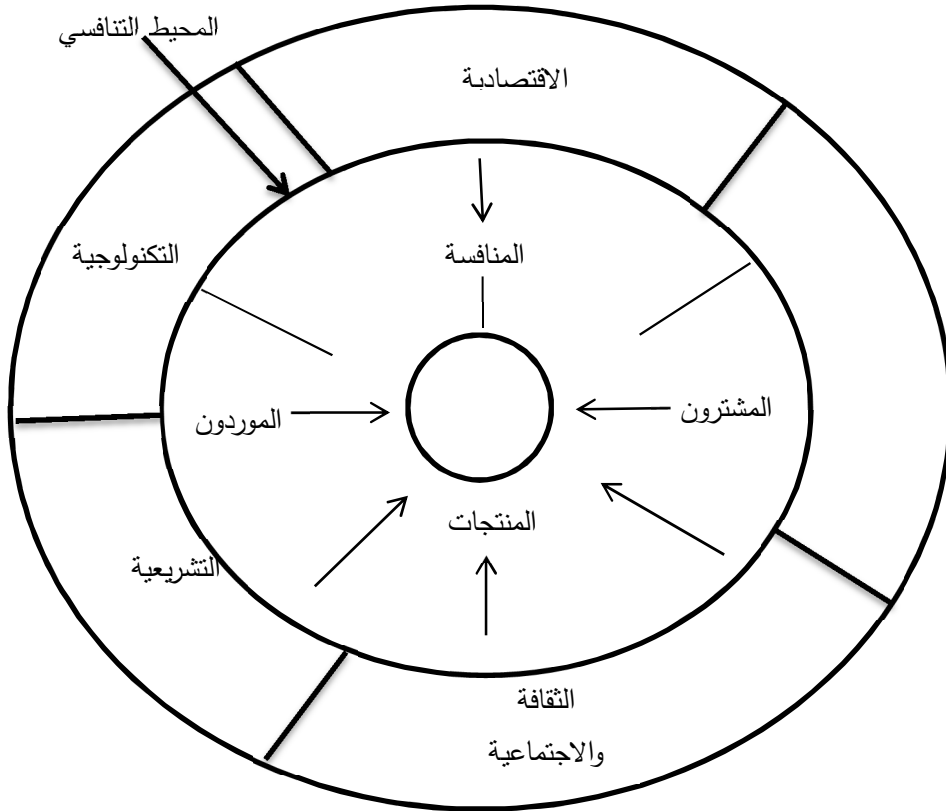 المحيط التنافسي
الاقتصادية
التكنولوجية
المنافسة
الموردون
المشترون
المنتجات
التشريعية
الثقافة
والاجتماعية